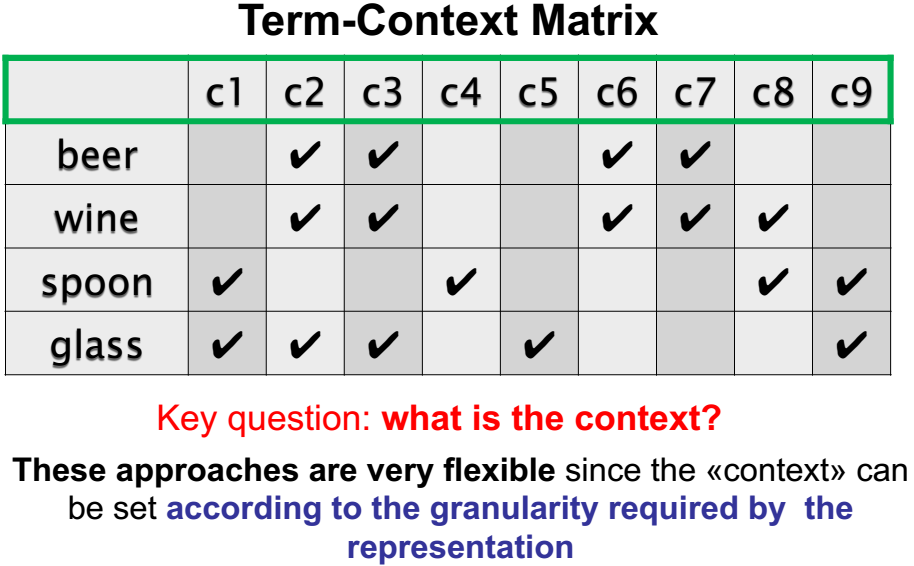 Term-Context Matrix
c1 c2 c3 c4 c5 c6 c7 c8 c9
beer ✔ ✔ ✔ ✔
wine ✔ ✔ ✔ ✔ ✔
spoon ✔ ✔ ✔ ✔
glass ✔ ✔ ✔ ✔ ✔
Key question: what is the context?
These approaches are very flexible since the «context» can
be set according to the granularity required by the
representation